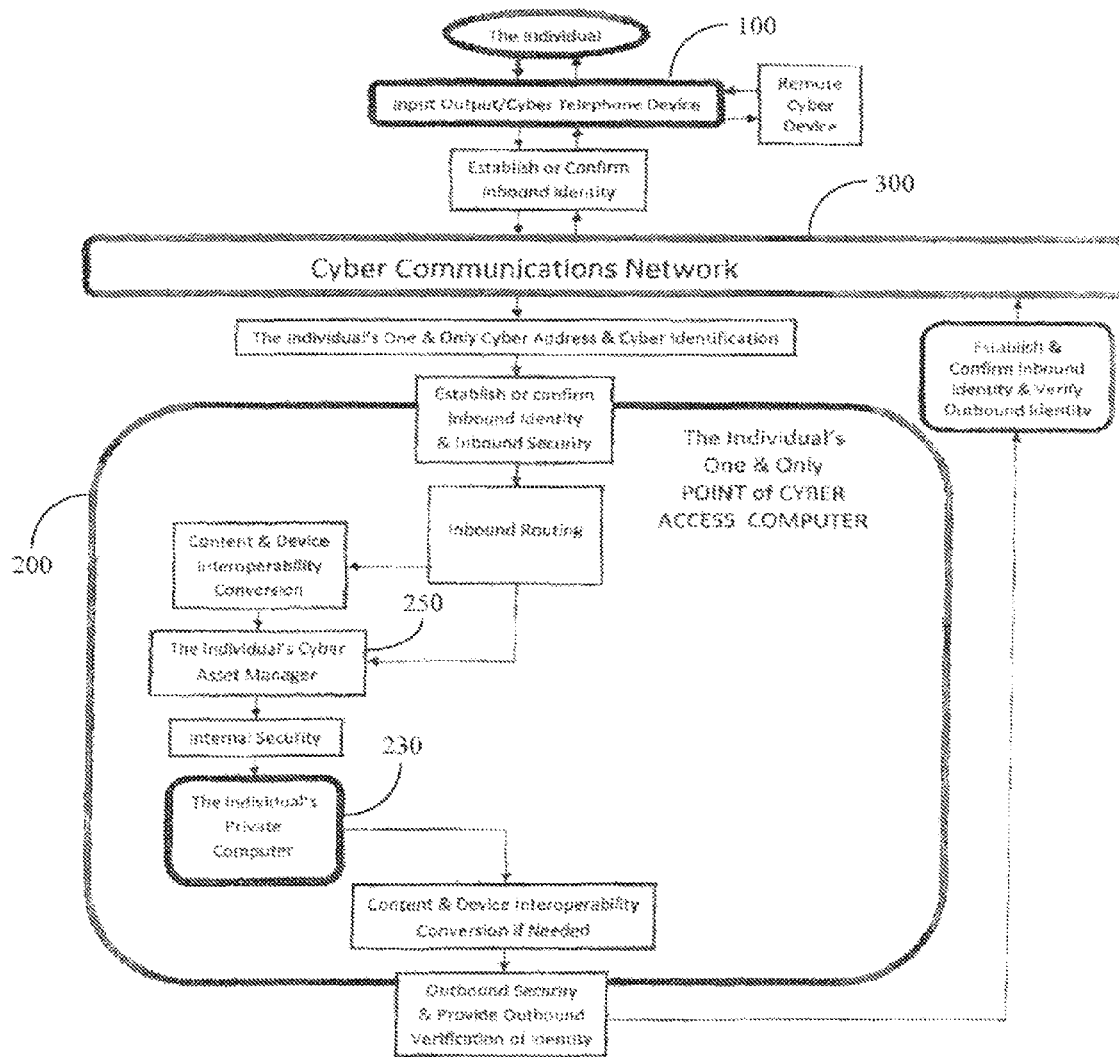 The Individual
100
Input Output/Cyber Telephone Device
Remote
Cyber
Device
Establish or Confirm
Inbound Identity
300
Cyber Communications Network
The Individual's One & Only Cyber Address & Cyber Identification
Establish &
Confirm Inbound
Identity & Verify
Outbound Identity
Establish or confirm
Inbound Identity
& Inbound Security
The Individual's
One & Only
POINT of CYBER
ACCESS COMPUTER
200
Inbound Routing
Content & Device
Interoperability
Conversion
250
The Individual's Cyber
Asset Manager
Internal Security
230
The Individual's
Private
Computer
Content & Device Interoperability
Conversion if Needed
Outbound Security
& Provide Outbound
Verification of Identity